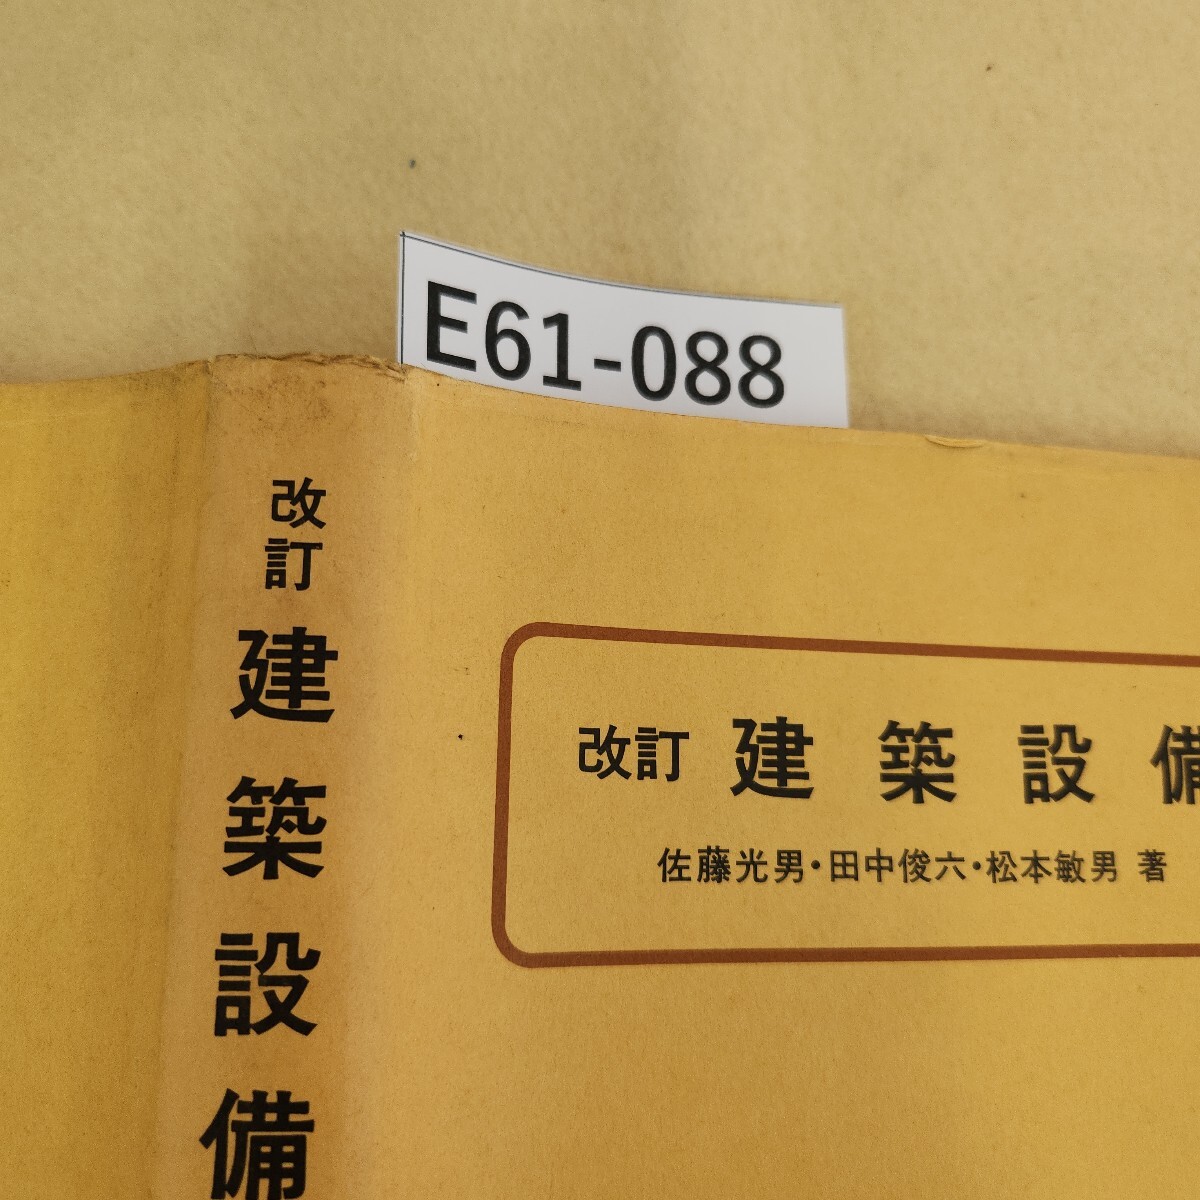 E61-088
改訂
建築設備
改訂 建築設備
佐藤光男・田中俊六・松本敏男 著